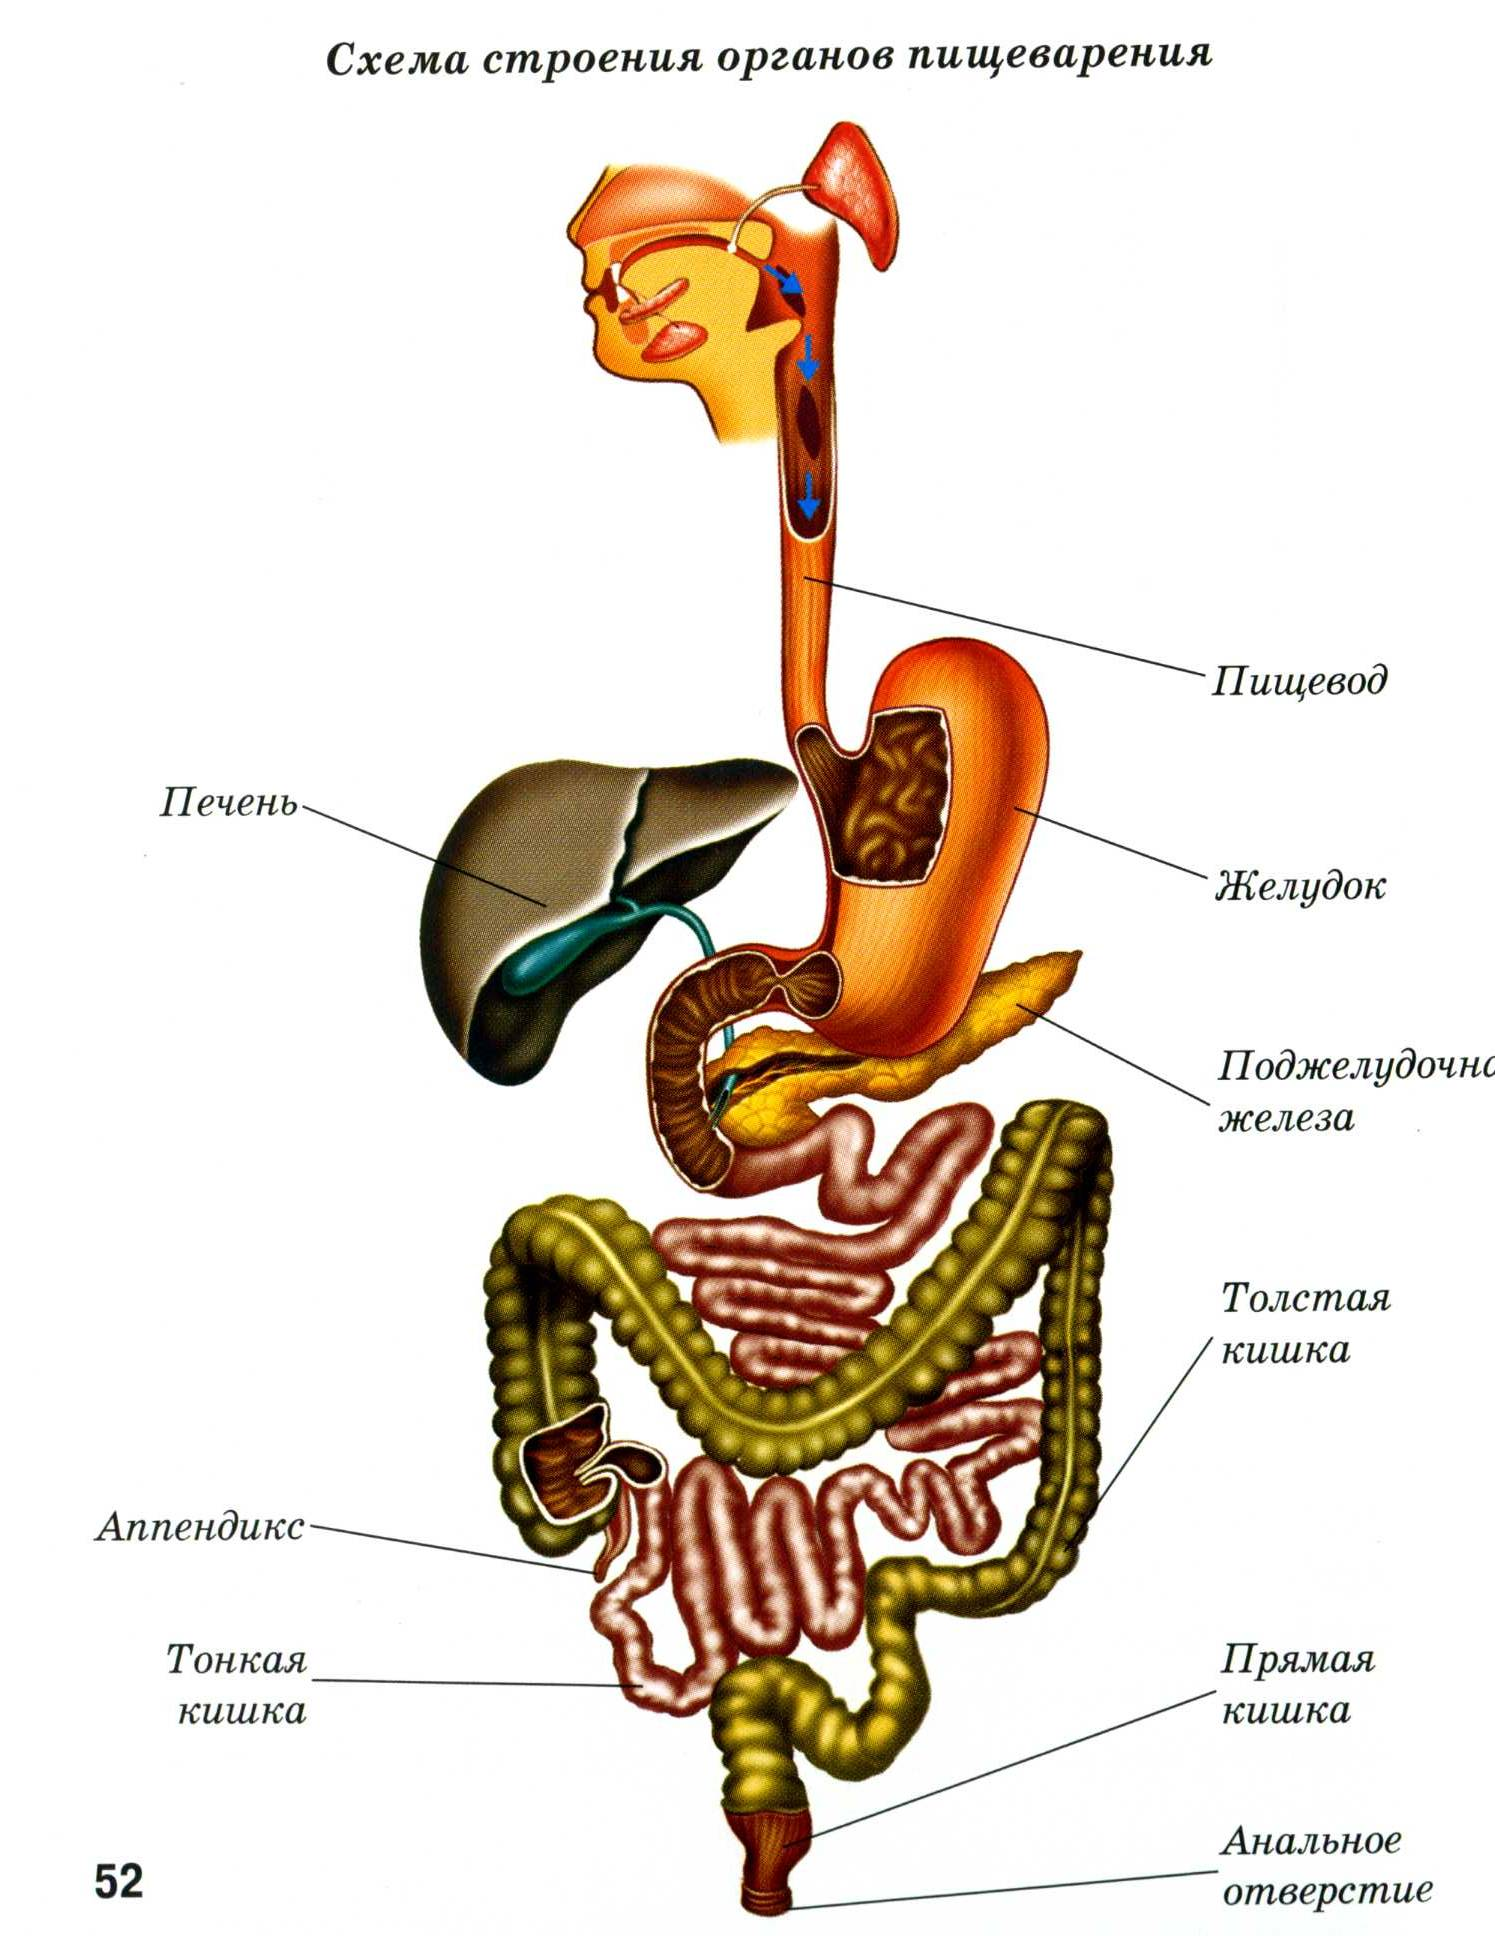 Схема строения органов пищеварения
Пищевод
Печень
Желудок
Поджелудочна
железа
Толстая
кишка
Аппендикс
Тонкая
кишка
Прямая
кишка
Анальное
отверстие
52